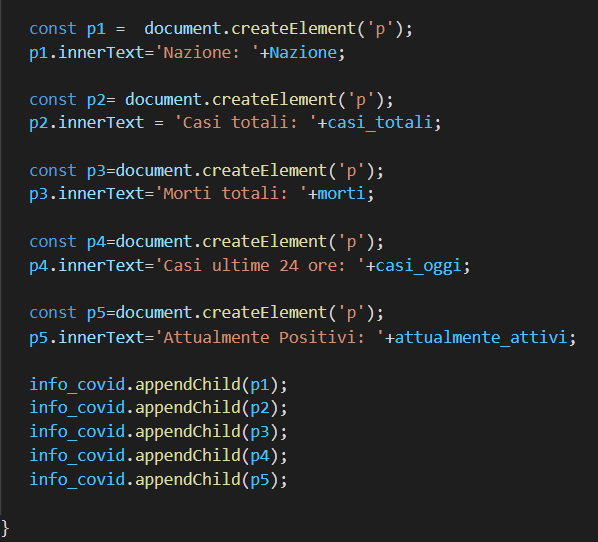 const p1 =  document.createElement('p');
p1.innerText='Nazione: '+Nazione;
const p2= document.createElement('p');
p2.innerText = 'Casi totali: '+casi_totali;
const p3=document.createElement('p');
p3.innerText='Morti totali: '+morti;
const p4=document.createElement('p');
p4.innerText='Casi ultime 24 ore: '+casi_oggi;
const p5=document.createElement('p');
p5.innerText='Attualmente Positivi: '+attualmente_attivi;
info_covid.appendChild(p1);
info_covid.appendChild(p2);
info_covid.appendChild(p3);
info_covid.appendChild(p4);
info_covid.appendChild(p5);
}